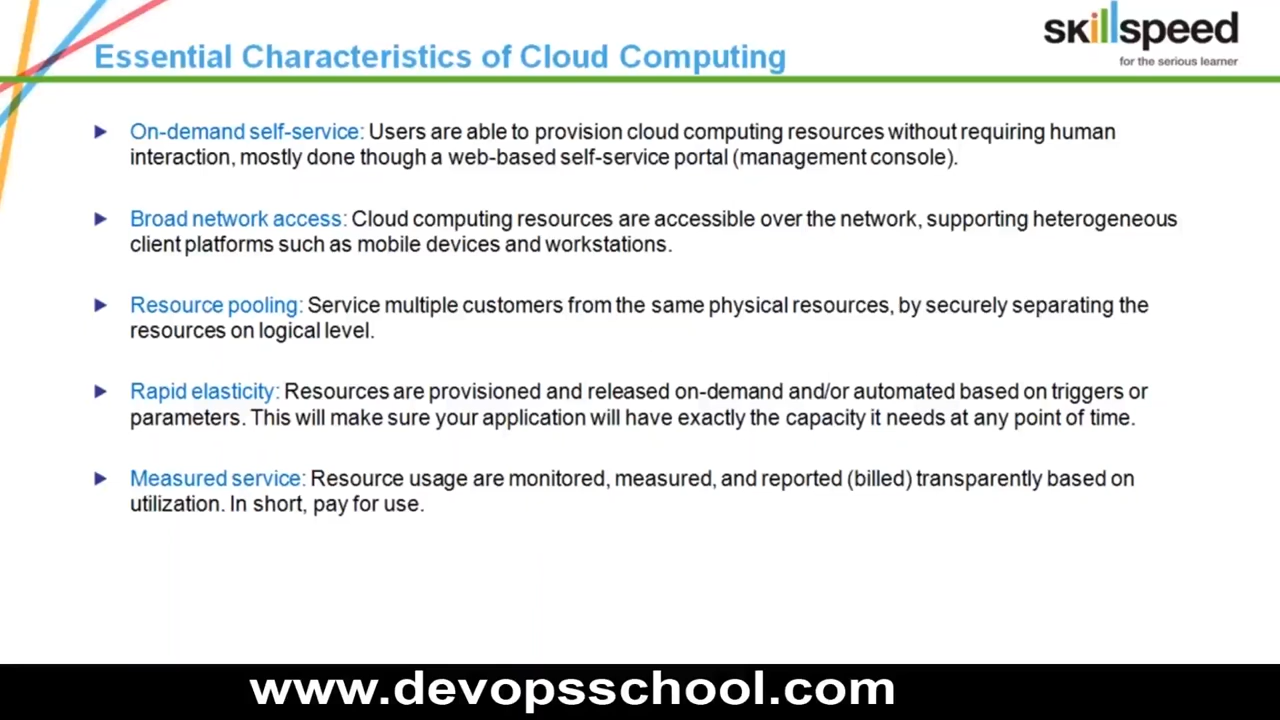 Essential Characteristics of Cloud Computing
skillspeed
for the serious learner
On-demand self-service: Users are able to provision cloud computing resources without requiring human
interaction, mostly done though a web-based self-service portal (management console).
Broad network access: Cloud computing resources are accessible over the network, supporting heterogeneous
client platforms such as mobile devices and workstations.
Resource pooling: Service multiple customers from the same physical resources, by securely separating the
resources on logical level.
Rapid elasticity: Resources are provisioned and released on-demand and/or automated based on triggers or
parameters. This will make sure your application will have exactly the capacity it needs at any point of time.
Measured service: Resource usage are monitored, measured, and reported (billed) transparently based on
utilization. In short, pay for use.
www.devopsschool.com